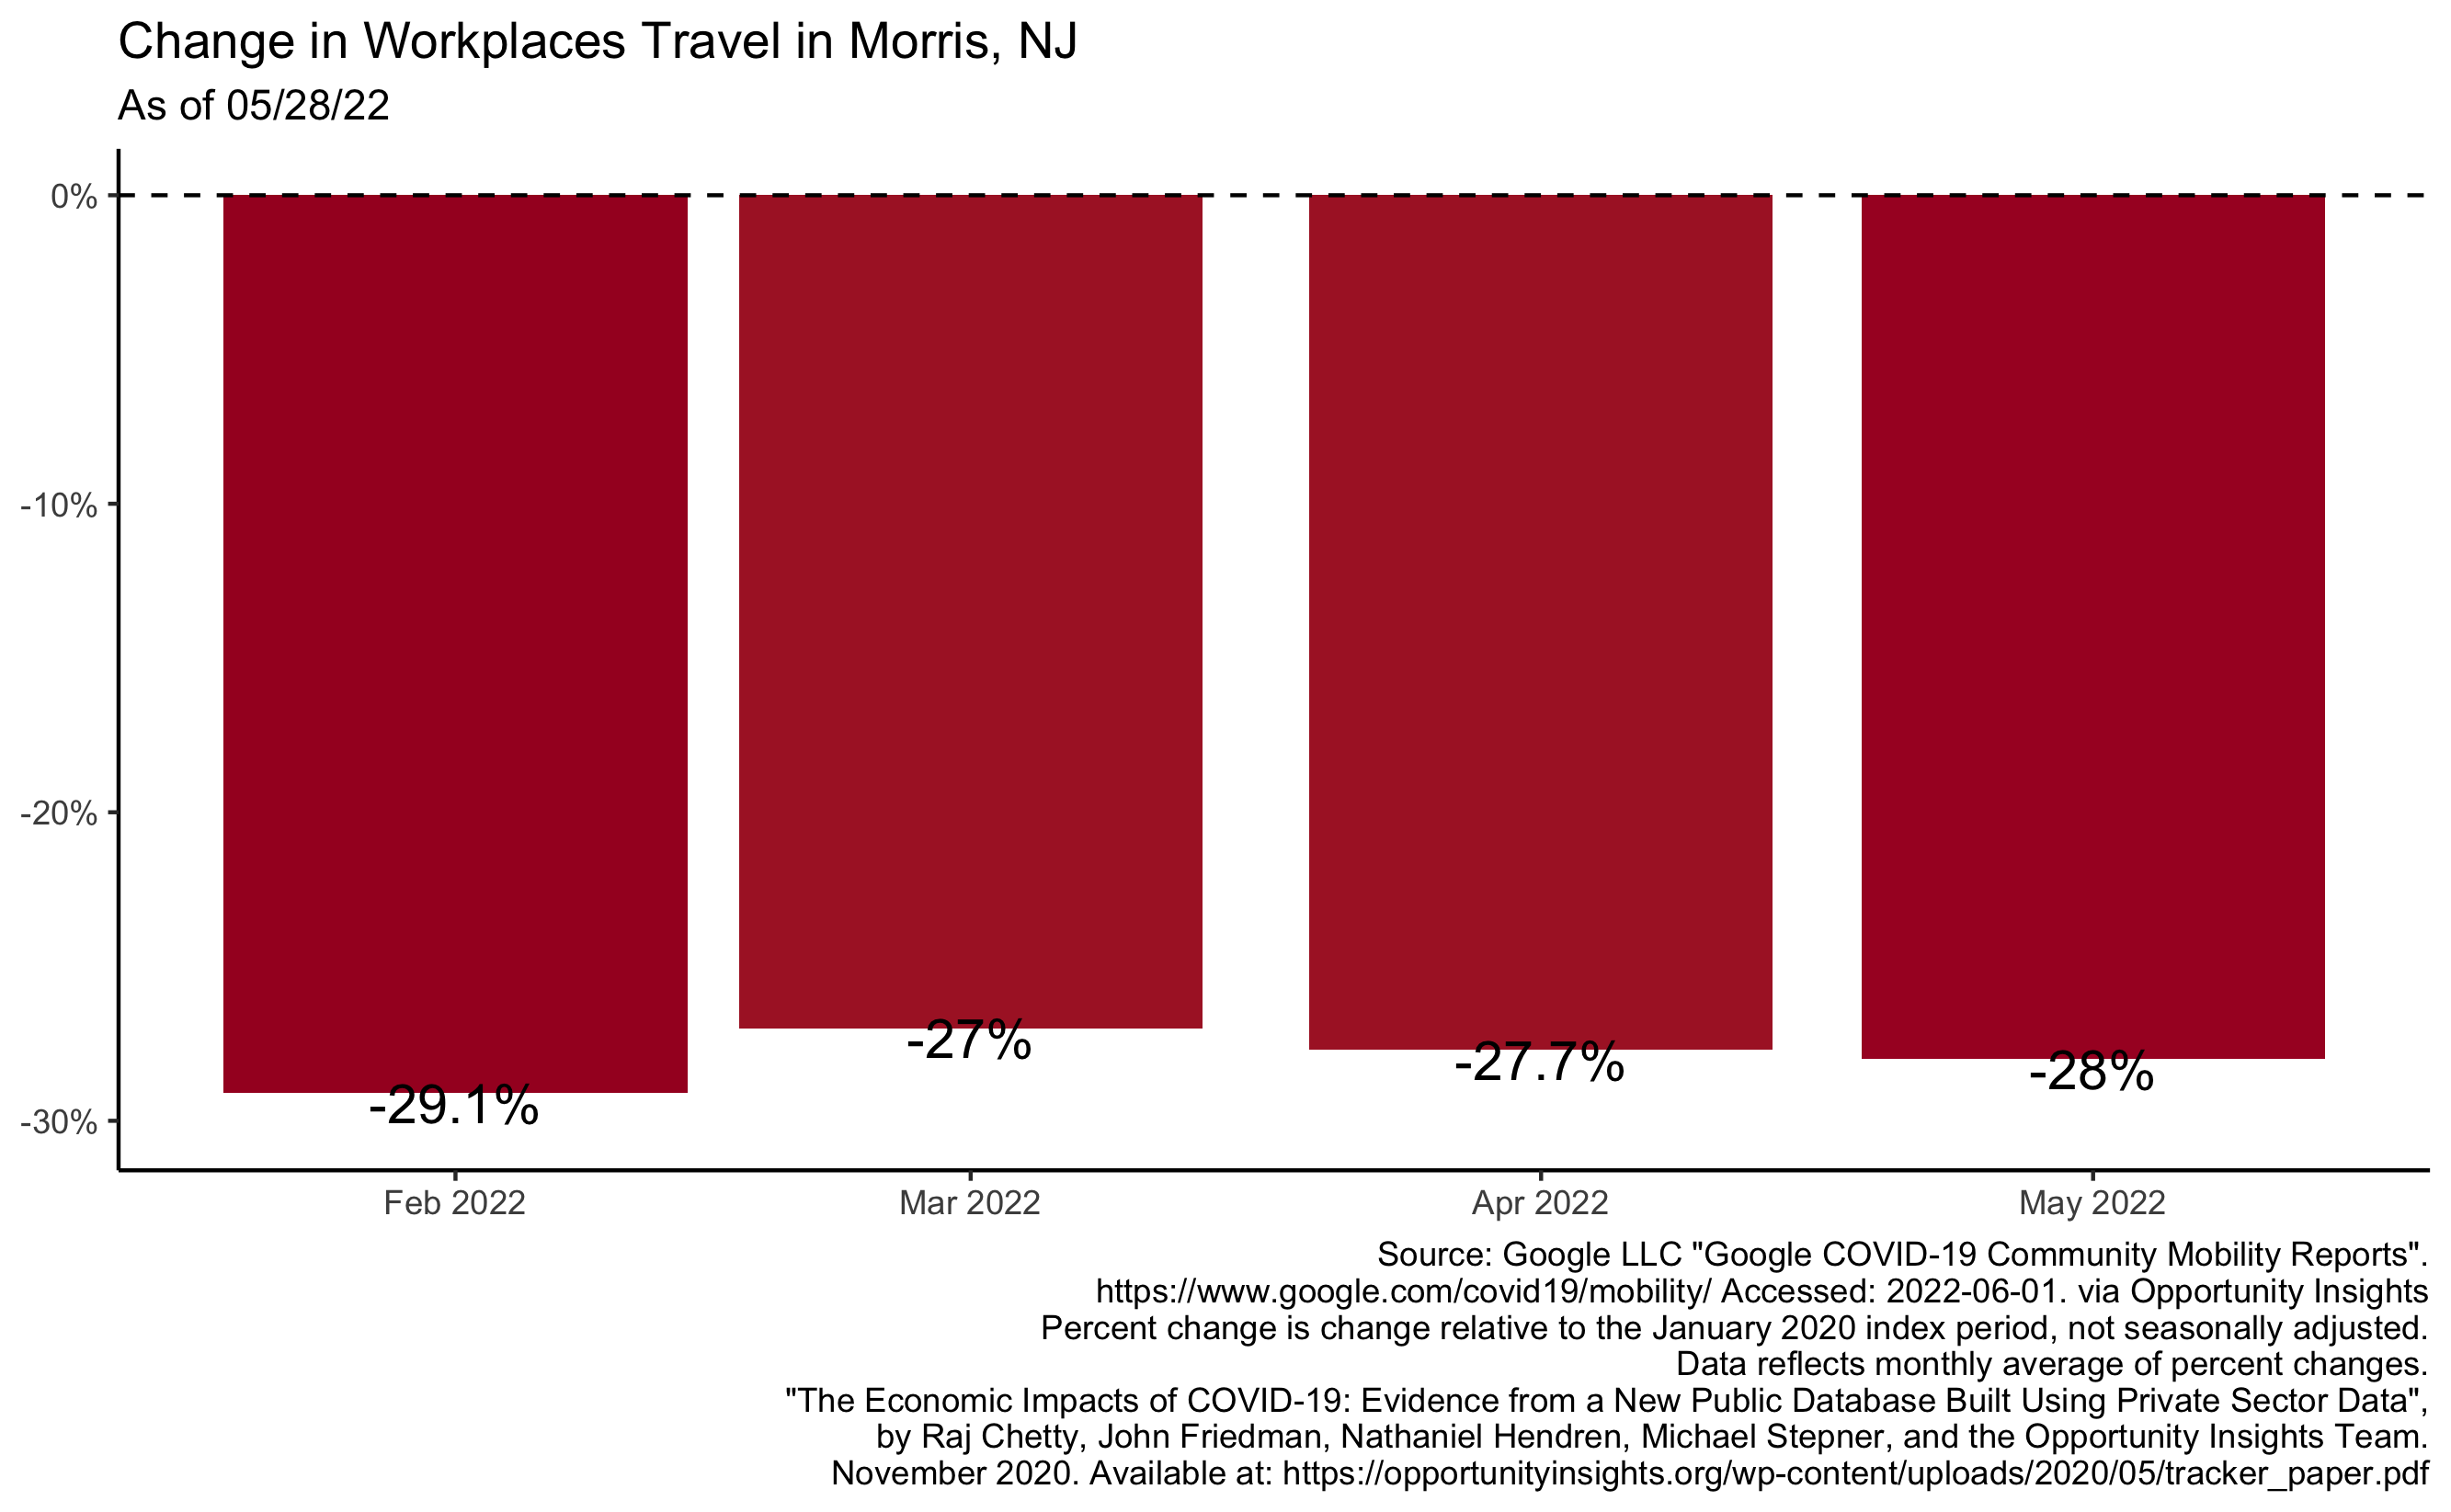 Change in Workplaces Travel in Morris, NJ
As of 05/28/22
0%
-10%
-20%
-30%
-29.1%
-27%
-27.7%
-28%
Feb 2022
Mar 2022
Apr 2022
May 2022
Source: Google LLC "Google COVID-19 Community Mobility Reports".
https://www.google.com/covid19/mobility/ Accessed: 2022-06-01. via Opportunity Insights
Percent change is change relative to the January 2020 index period, not seasonally adjusted.
Data reflects monthly average of percent changes.
"The Economic Impacts of COVID-19: Evidence from a New Public Database Built Using Private Sector Data",
by Raj Chetty, John Friedman, Nathaniel Hendren, Michael Stepner, and the Opportunity Insights Team.
November 2020. Available at: https://opportunityinsights.org/wp-content/uploads/2020/05/tracker_paper.pdf